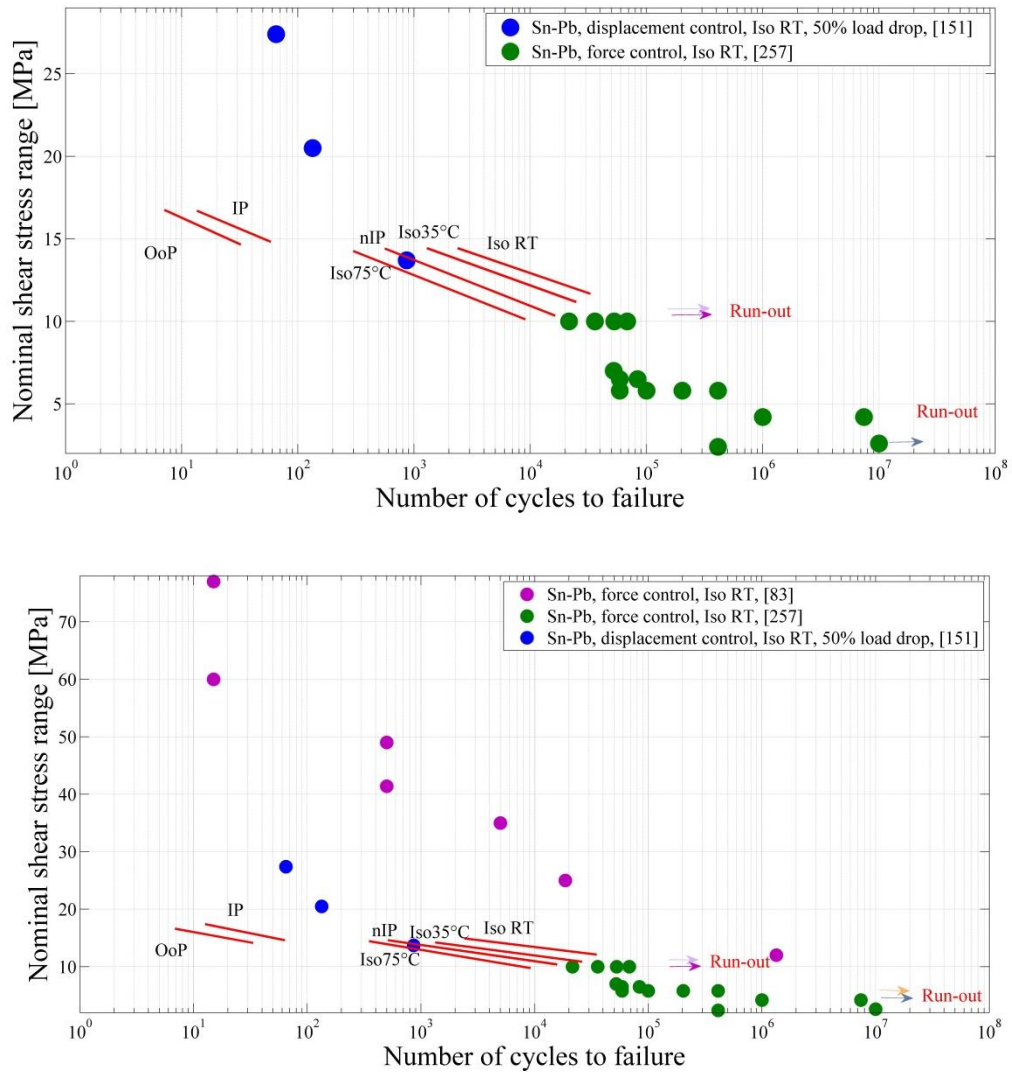 Sn-Pb, displacement control, Iso RT, 50% load drop, [151]
Sn-Pb, force control, Iso RT, [257]
Nominal shear stress range [MPa]
25
20
15
10
5
IP
OoP
nIP
Iso35°C
Iso RT
Iso75°C
Run-out
Run-out
10^0 10^1 10^2 10^3 10^4 10^5 10^6 10^7 10^8
Number of cycles to failure
Sn-Pb, force control, Iso RT, [83]
Sn-Pb, force control, Iso RT, [257]
Sn-Pb, displacement control, Iso RT, 50% load drop, [151]
Nominal shear stress range [MPa]
70
60
50
40
30
20
10
IP
OoP
nIP
Iso35°C
Iso RT
Iso75°C
Run-out
Run-out
10^0 10^1 10^2 10^3 10^4 10^5 10^6 10^7 10^8
Number of cycles to failure